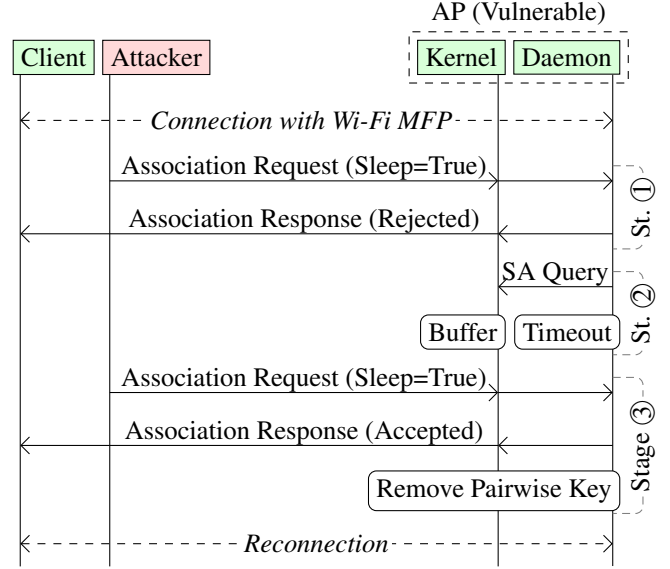 AP (Vulnerable)
Client Attacker Kernel Daemon
Connection with Wi-Fi MFP
Association Request (Sleep=True)
Association Response (Rejected)
St. ①
SA Query
Buffer Timeout
St. ②
Association Request (Sleep=True)
Association Response (Accepted)
Remove Pairwise Key
Stage ③
Reconnection